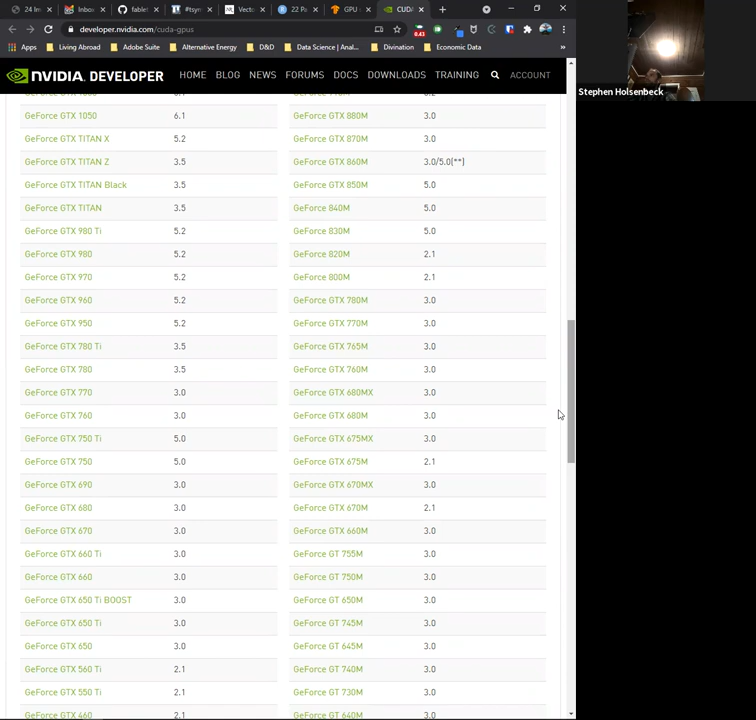 24 Im
Inbox
fablet
#tsym
Vecto
22 Pa
GPU s
CUDA
developer.nvidia.com/cuda-gpus
0.43
Apps
Living Abroad
Adobe Suite
Alternative Energy
D&D
Data Science | Anal...
Divination
Economic Data
»
NVIDIA. DEVELOPER
HOME BLOG NEWS FORUMS DOCS DOWNLOADS TRAINING ACCOUNT
Stephen Holsenbeck
GeForce GTX 1050 6.1 GeForce GTX 880M 3.0
GeForce GTX TITAN X 5.2 GeForce GTX 870M 3.0
GeForce GTX TITAN Z 3.5 GeForce GTX 860M 3.0/5.0(**)
GeForce GTX TITAN Black 3.5 GeForce GTX 850M 5.0
GeForce GTX TITAN 3.5 GeForce 840M 5.0
GeForce GTX 980 Ti 5.2 GeForce 830M 5.0
GeForce GTX 980 5.2 GeForce 820M 2.1
GeForce GTX 970 5.2 GeForce 800M 2.1
GeForce GTX 960 5.2 GeForce GTX 780M 3.0
GeForce GTX 950 5.2 GeForce GTX 770M 3.0
GeForce GTX 780 Ti 3.5 GeForce GTX 765M 3.0
GeForce GTX 780 3.5 GeForce GTX 760M 3.0
GeForce GTX 770 3.0 GeForce GTX 680MX 3.0
GeForce GTX 760 3.0 GeForce GTX 680M 3.0
GeForce GTX 750 Ti 5.0 GeForce GTX 675MX 3.0
GeForce GTX 750 5.0 GeForce GTX 675M 2.1
GeForce GTX 690 3.0 GeForce GTX 670MX 3.0
GeForce GTX 680 3.0 GeForce GTX 670M 2.1
GeForce GTX 670 3.0 GeForce GTX 660M 3.0
GeForce GTX 660 Ti 3.0 GeForce GT 755M 3.0
GeForce GTX 660 3.0 GeForce GT 750M 3.0
GeForce GTX 650 Ti BOOST 3.0 GeForce GT 650M 3.0
GeForce GTX 650 Ti 3.0 GeForce GT 745M 3.0
GeForce GTX 650 3.0 GeForce GT 645M 3.0
GeForce GTX 560 Ti 2.1 GeForce GT 740M 3.0
GeForce GTX 550 Ti 2.1 GeForce GT 730M 3.0
GeForce GTX 460 2.1 GeForce GT 640M 3.0